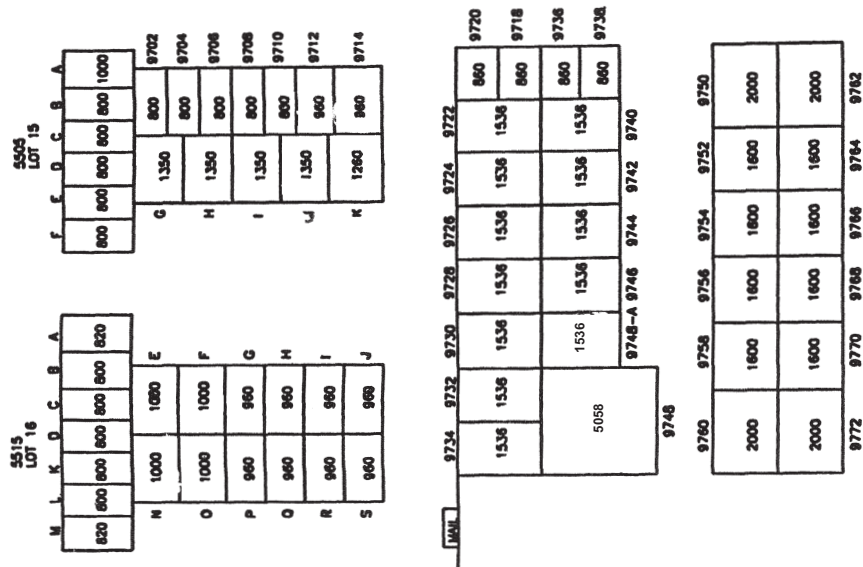 5505
LOT 15
F E D C B A
800 800 800 800 800 1000
9702 9704 9706 9708 9710 9712 9714
800 800 800 800 800 960 960
1350 1350 1350 1350 1260
G H I J K
5515
LOT 16
M L K D C B A
820 800 800 800 800 800 820
N 1000 1080 E
O 1000 1000 F
P 960 960 G
Q 960 960 H
R 960 960 I
S 960 969 J
MAIL
9734 9732 9730 9728 9726 9724 9722
1536 1536 1536 1536 1536 1536 1536
860 9720
860 9718
860 9736
860 9738
5058 1536 1536 1536 1536 1536
9748 9748-A 9746 9744 9742 9740
9760 9758 9756 9754 9752 9750
2000 1600 1600 1600 1600 2000
2000 1600 1600 1600 1600 2000
9772 9770 9768 9766 9764 9762